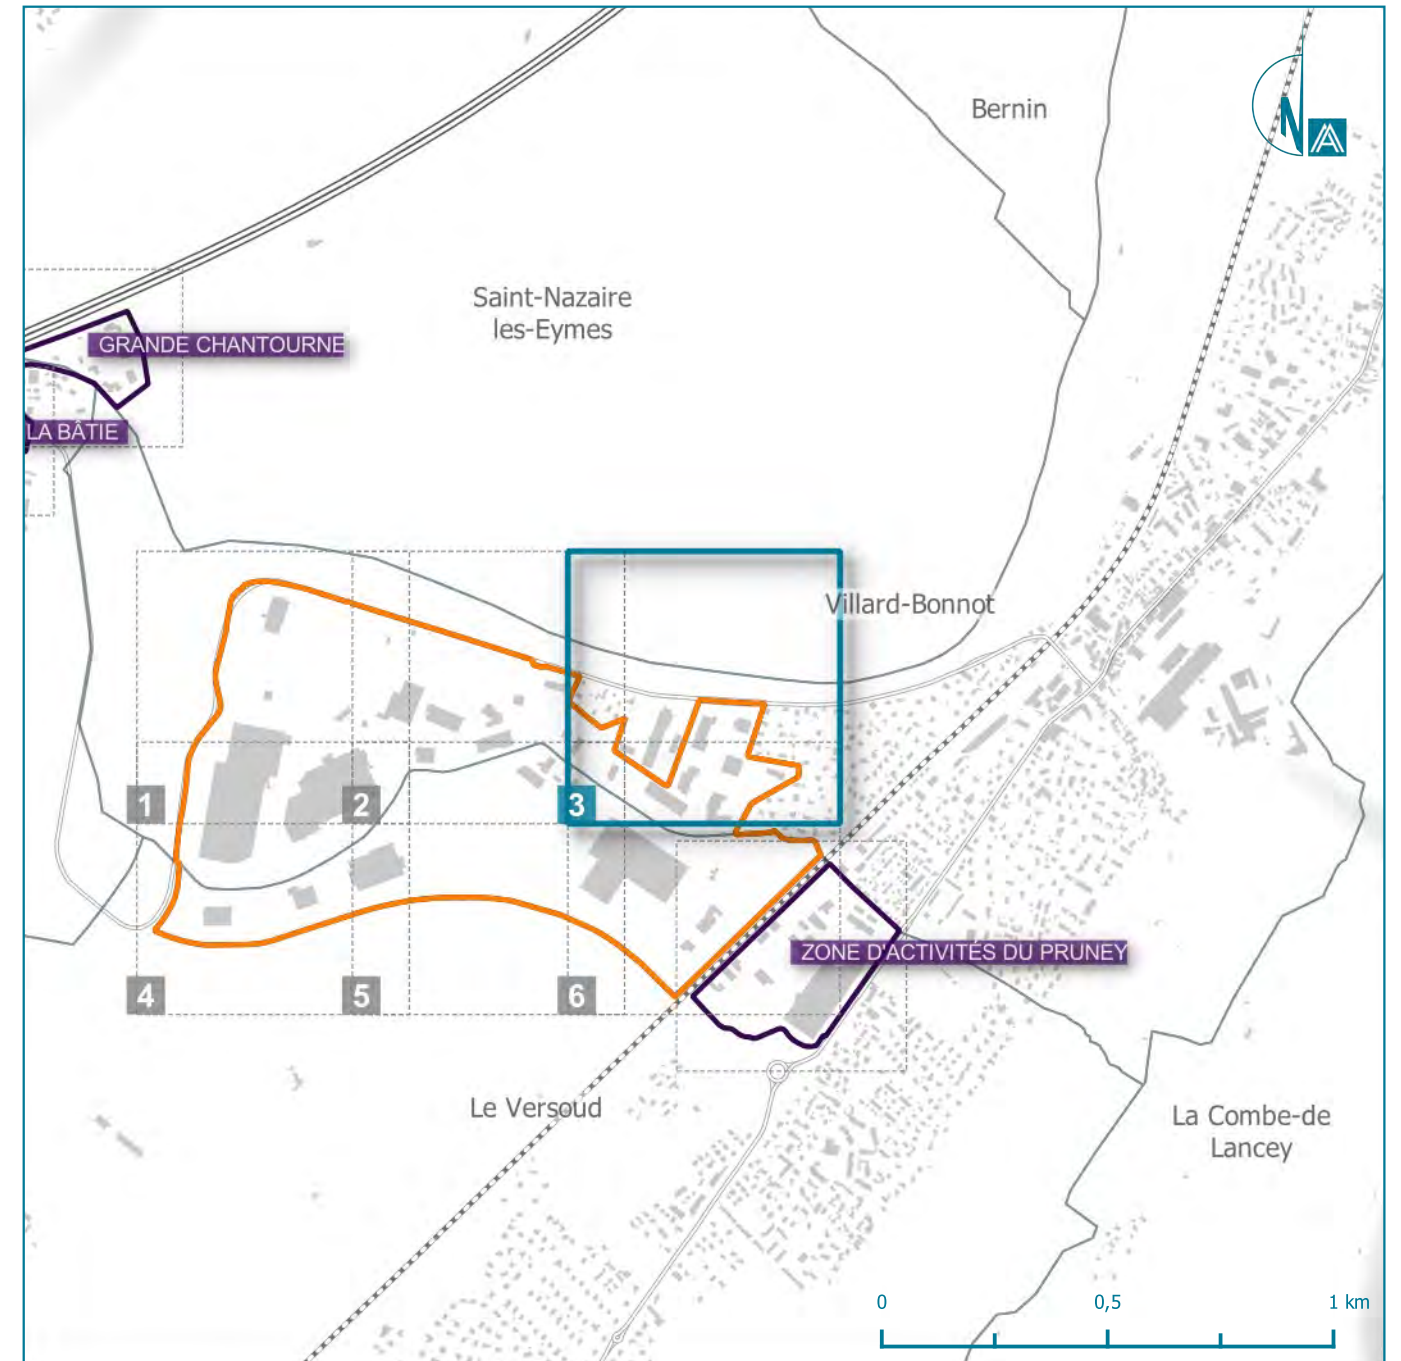 Bernin
N
Saint-Nazaire
les-Eymes
GRANDE CHANTOURNE
LA BÂTIE
Villard-Bonnot
1
2
3
ZONE D'ACTIVITÉS DU PRUNEY
4
5
6
Le Versoud
La Combe-de
Lancey
0
0,5
1 km